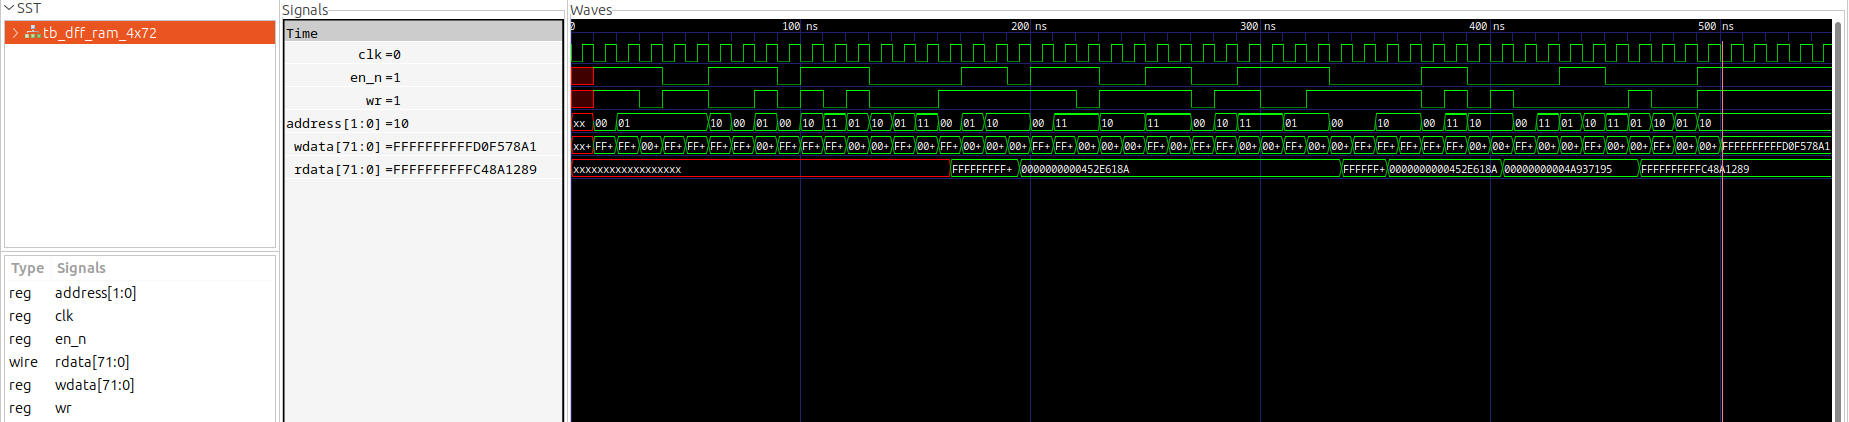 SST
tb_dff_ram_4x72
Type Signals
reg address[1:0]
reg clk
reg en_n
wire rdata[71:0]
reg wdata[71:0]
reg wr
Signals
Time
clk =0
en_n =1
wr =1
address[1:0] =10
wdata[71:0] =FFFFFFFFFFD0F578A1
rdata[71:0] =FFFFFFFFFFC48A1289
Waves
0 100 ns 200 ns 300 ns 400 ns 500 ns
xx 00 01 10 00 01 00 10 11 01 10 01 11 00 01 10 00 11 10 11 00 10 11 01 00 10 00 11 10 00 11 01 10 11 01 10 01 10
xx+ FF+ FF+ 00+ FF+ FF+ FF+ FF+ 00+ FF+ FF+ 00+ 00+ 00+ FF+ 00+ FF+ FF+ 00+ 00+ FF+ FF+ 00+ FF+ FF+ FF+ FF+ 00+ 00+ 00+ FF+ 00+ FF+ 00+ FF+ FF+ FF+ FF+ 00+ 00+ FF+ 00+ FF+ 00+ FF+ FF+ 00+ FF+ 00+ 00+ FFFFFFFFFFD0F578A1
xxxxxxxxxxxxxxxxxx FFFFFFFFF+ 0000000000452E618A FFFFFF+ 0000000000452E618A 00000000004A937195 FFFFFFFFFFC48A1289